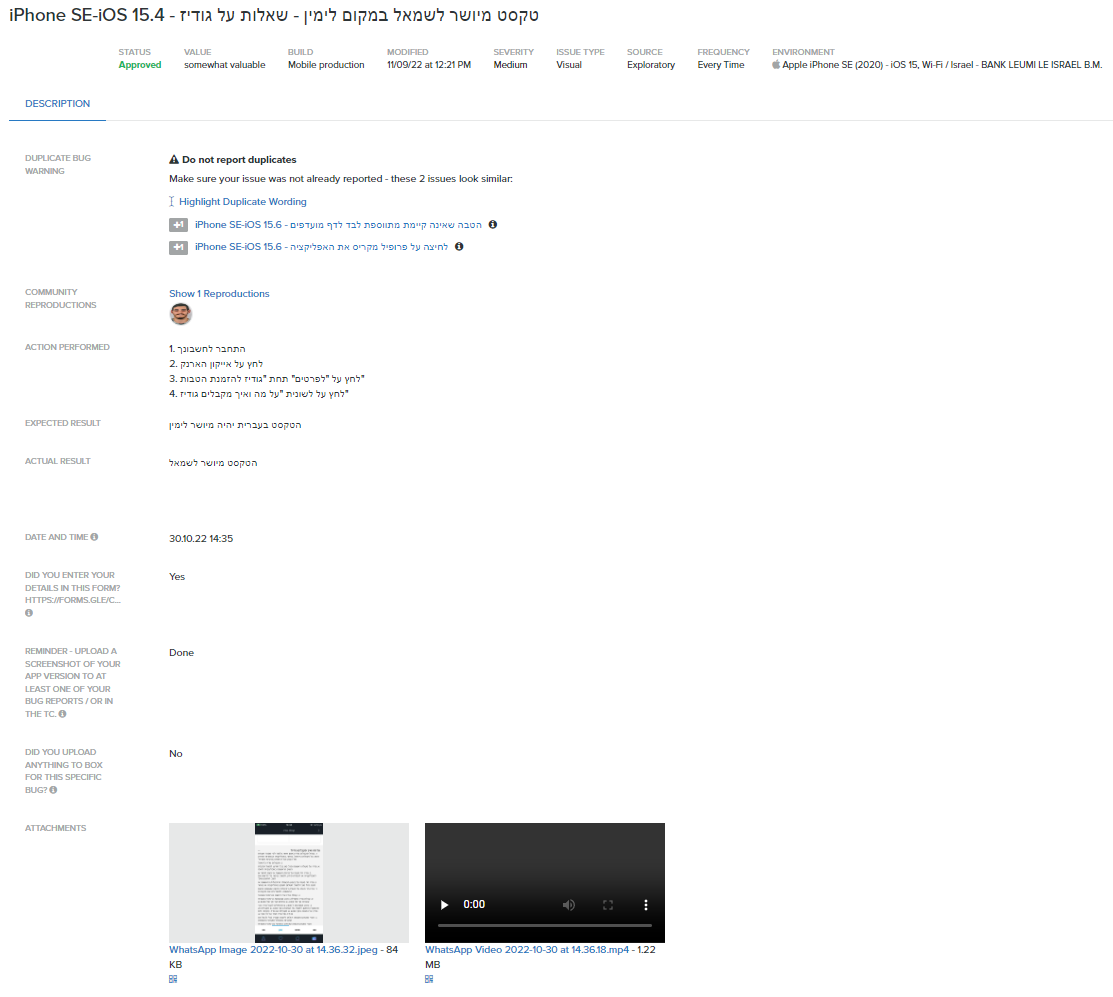 iPhone SE-iOS 15.4 - טקסט מיושר לשמאל במקום לימין - שאלות על גודיז
STATUS VALUE BUILD MODIFIED SEVERITY ISSUE TYPE SOURCE FREQUENCY ENVIRONMENT
Approved somewhat valuable Mobile production 11/09/22 at 12:21 PM Medium Visual Exploratory Every Time Apple iPhone SE (2020) - iOS 15, Wi-Fi / Israel - BANK LEUMI LE ISRAEL B.M.
DESCRIPTION
DUPLICATE BUG
WARNING
Do not report duplicates
Make sure your issue was not already reported - these 2 issues look similar:
Highlight Duplicate Wording
+1 iPhone SE-iOS 15.6 - הטבה שאינה קיימת מתווספת לבד לדף מועדפים
+1 iPhone SE-iOS 15.6 - לחיצה על פרופיל מקריס את האפליקציה
COMMUNITY
REPRODUCTIONS
Show 1 Reproductions
ACTION PERFORMED
1. התחבר לחשבונך
2. לחץ על אייקון הארנק
3. לחץ על "לפרטים" תחת "גודיז להזמנת הטבות"
4. לחץ על לשונית "על מה ואיך מקבלים גודיז"
EXPECTED RESULT
הטקסט בעברית יהיה מיושר לימין
ACTUAL RESULT
הטקסט מיושר לשמאל
DATE AND TIME
30.10.22 14:35
DID YOU ENTER YOUR
DETAILS IN THIS FORM?
HTTPS://FORMS.GLE/C...
Yes
REMINDER - UPLOAD A
SCREENSHOT OF YOUR
APP VERSION TO AT
LEAST ONE OF YOUR
BUG REPORTS / OR IN
THE TC.
Done
DID YOU UPLOAD
ANYTHING TO BOX
FOR THIS SPECIFIC
BUG?
No
ATTACHMENTS
0:00
WhatsApp Image 2022-10-30 at 14.36.32.jpeg - 84
KB
WhatsApp Video 2022-10-30 at 14.36.18.mp4 - 1.22
MB